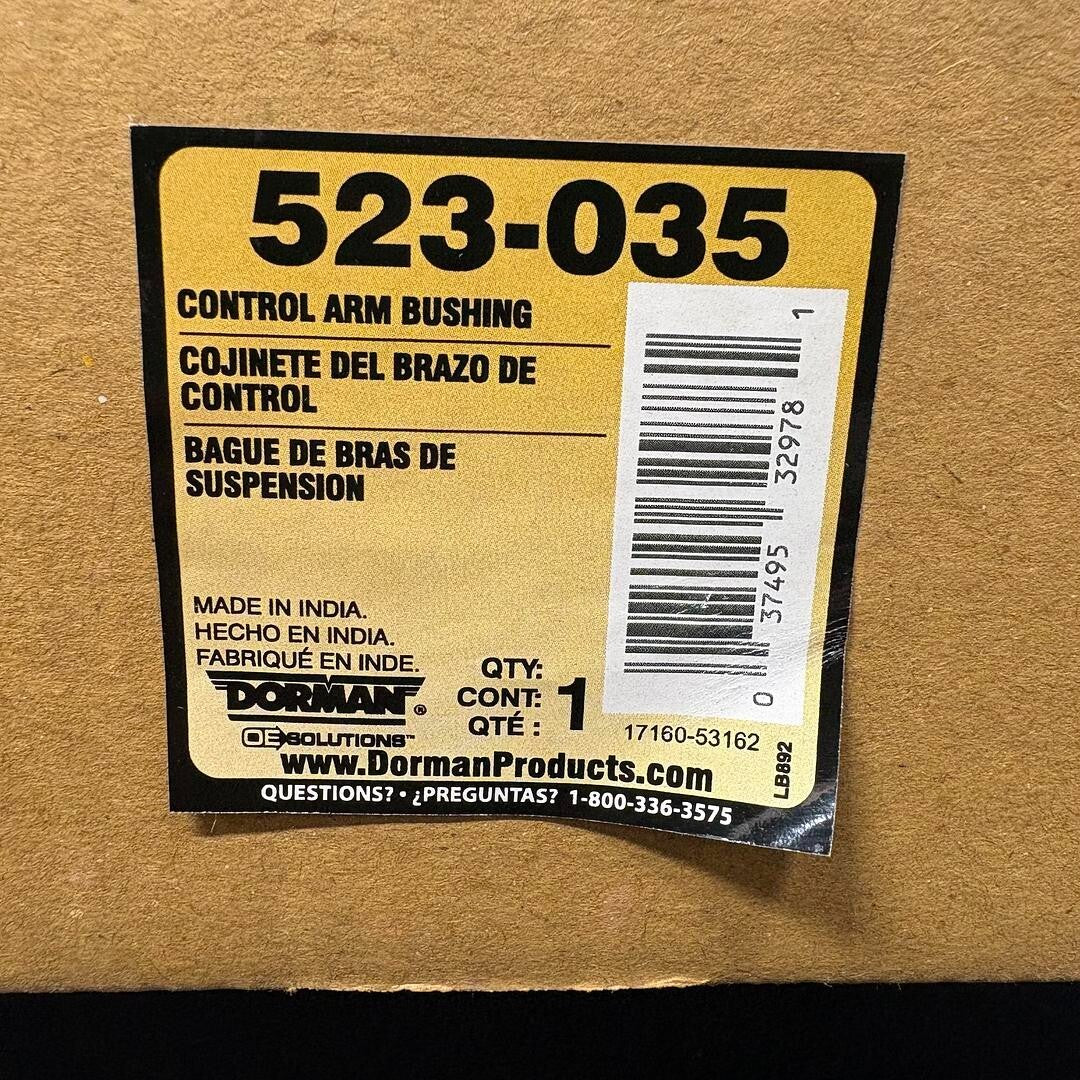 523-035
CONTROL ARM BUSHING
COJINETE DEL BRAZO DE
CONTROL
BAGUE DE BRAS DE
SUSPENSION
MADE IN INDIA.
HECHO EN INDIA.
FABRIQUÉ EN INDE.
DORMAN®
OE SOLUTIONS™
QTY:
CONT: 1
QTÉ :
0 37495 32978 1
17160-53162
LB892
www.DormanProducts.com
QUESTIONS? • ¿PREGUNTAS? 1-800-336-3575